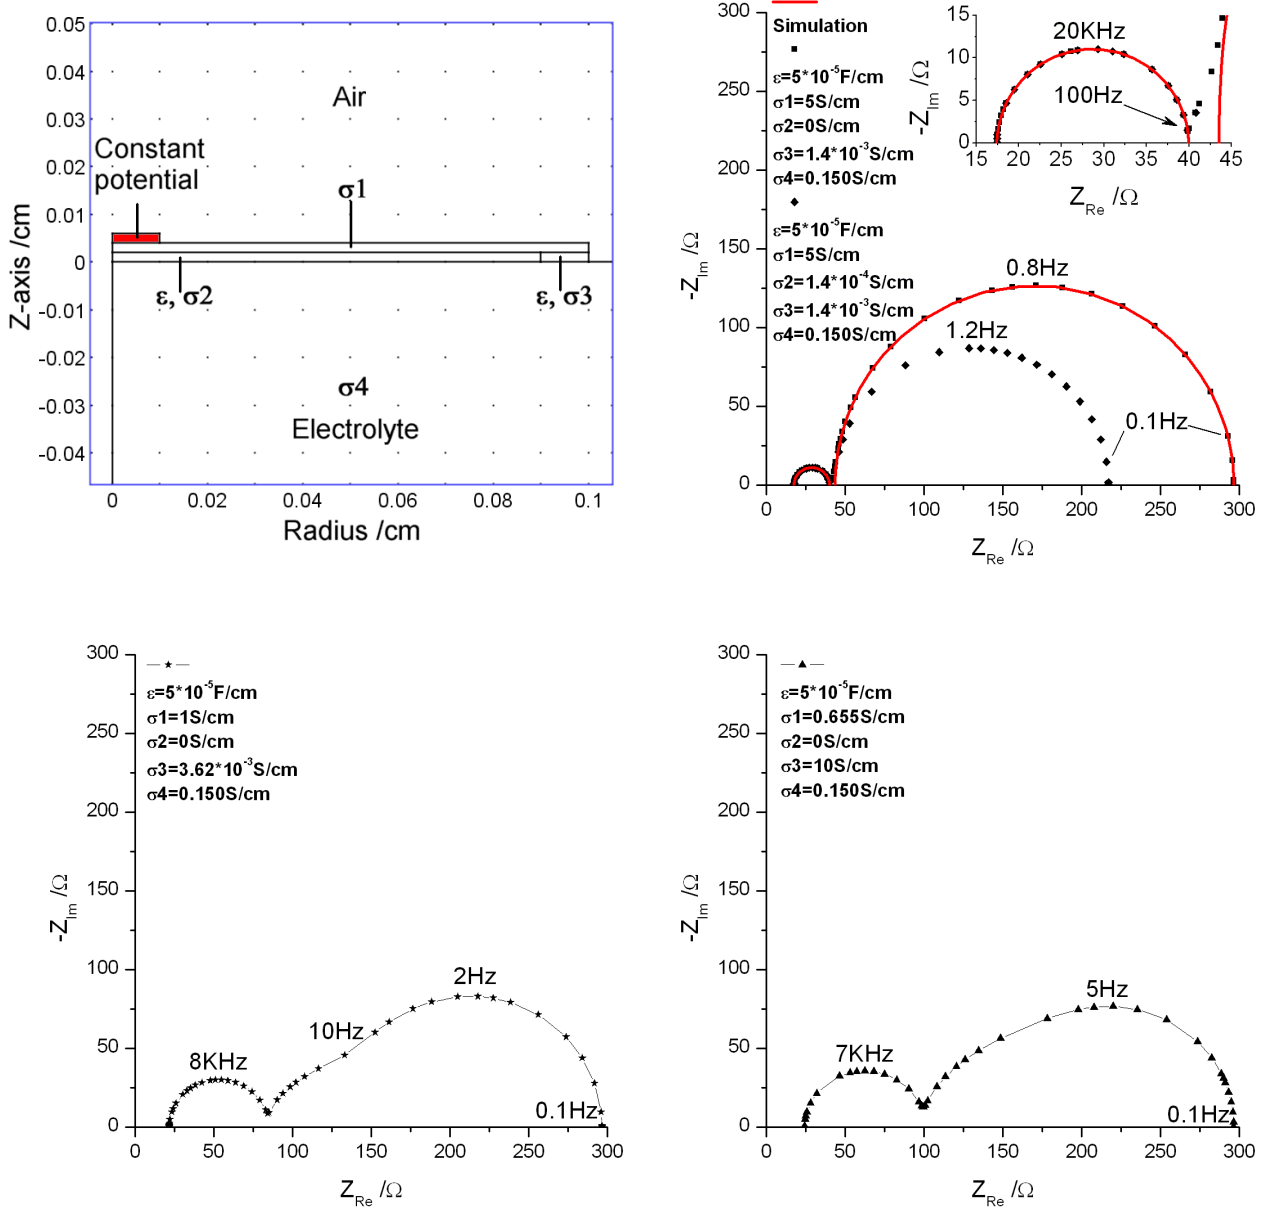 0.05
0.04
0.03
0.02
0.01
0
-0.01
-0.02
-0.03
-0.04
Z-axis /cm
Air
Constant
potential
σ1
ε, σ2
ε, σ3
σ4
Electrolyte
0
0.02
0.04
0.06
0.08
0.1
Radius /cm
300
250
200
150
100
50
0
-Z_Im /Ω
Simulation
ε=5*10^-5F/cm
σ1=5S/cm
σ2=0S/cm
σ3=1.4*10^-3S/cm
σ4=0.150S/cm
ε=5*10^-5F/cm
σ1=5S/cm
σ2=1.4*10^-4S/cm
σ3=1.4*10^-3S/cm
σ4=0.150S/cm
15
10
5
0
-Z_Im /Ω
20KHz
100Hz
15 20 25 30 35 40 45
Z_Re /Ω
0.8Hz
1.2Hz
0.1Hz
0 50 100 150 200 250 300
Z_Re /Ω
300
250
200
150
100
50
0
-Z_Im /Ω
ε=5*10^-5F/cm
σ1=1S/cm
σ2=0S/cm
σ3=3.62*10^-3S/cm
σ4=0.150S/cm
8KHz
10Hz
2Hz
0.1Hz
0 50 100 150 200 250 300
Z_Re /Ω
300
250
200
150
100
50
0
-Z_Im /Ω
ε=5*10^-5F/cm
σ1=0.655S/cm
σ2=0S/cm
σ3=10S/cm
σ4=0.150S/cm
7KHz
5Hz
0.1Hz
0 50 100 150 200 250 300
Z_Re /Ω